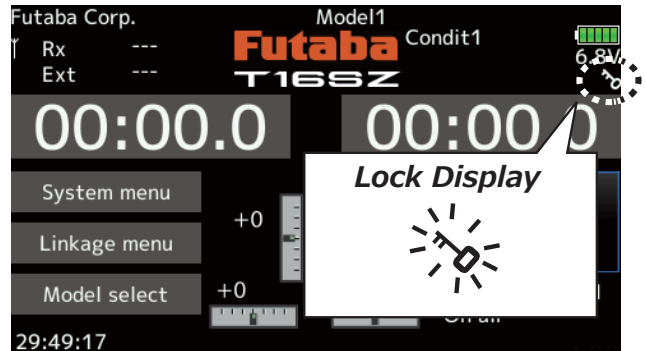 Futaba Corp.
Model1
Rx ---
Ext ---
Futaba
T16SZ
Condit1
6.8V
00:00.0
00:00.0
Lock Display
System menu
Linkage menu
Model select
+0
+0
29:49:17